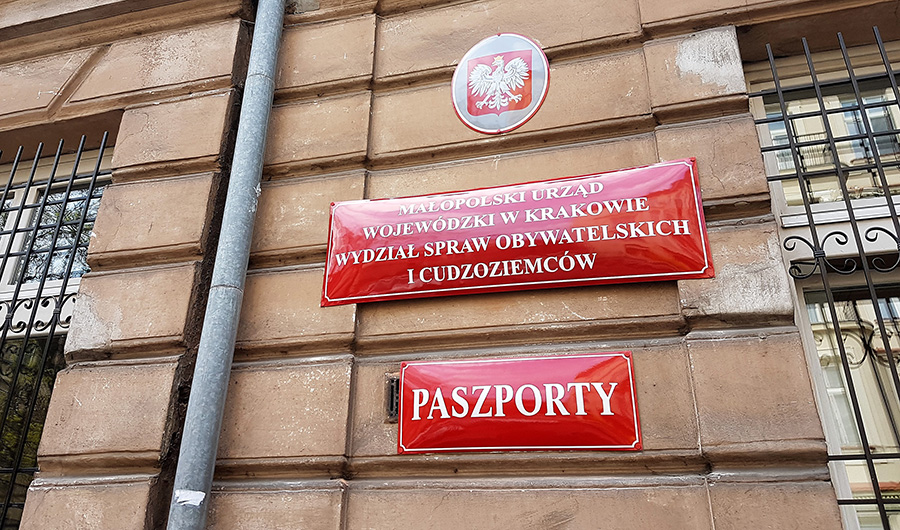 MAŁOPOLSKI URZĄD
WOJEWÓDZKI W KRAKOWIE
WYDZIAŁ SPRAW OBYWATELSKICH
I CUDZOZIEMCÓW
PASZPORTY